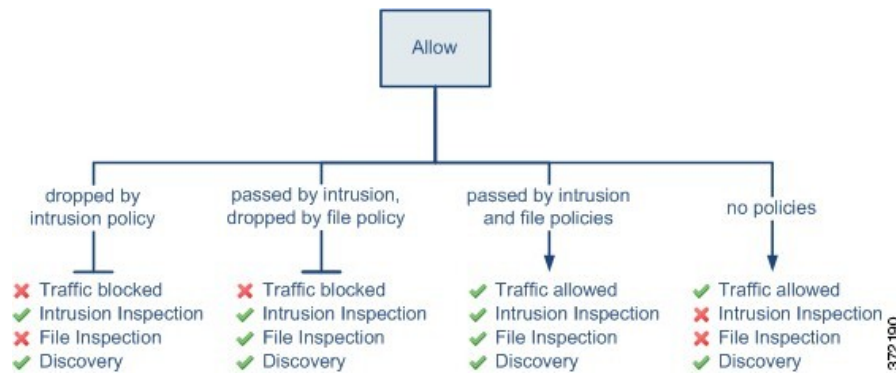 Allow
dropped by
intrusion policy
passed by intrusion,
dropped by file policy
passed by intrusion
and file policies
no policies
Traffic blocked
Intrusion Inspection
File Inspection
Discovery
Traffic blocked
Intrusion Inspection
File Inspection
Discovery
Traffic allowed
Intrusion Inspection
File Inspection
Discovery
Traffic allowed
Intrusion Inspection
File Inspection
Discovery
372190